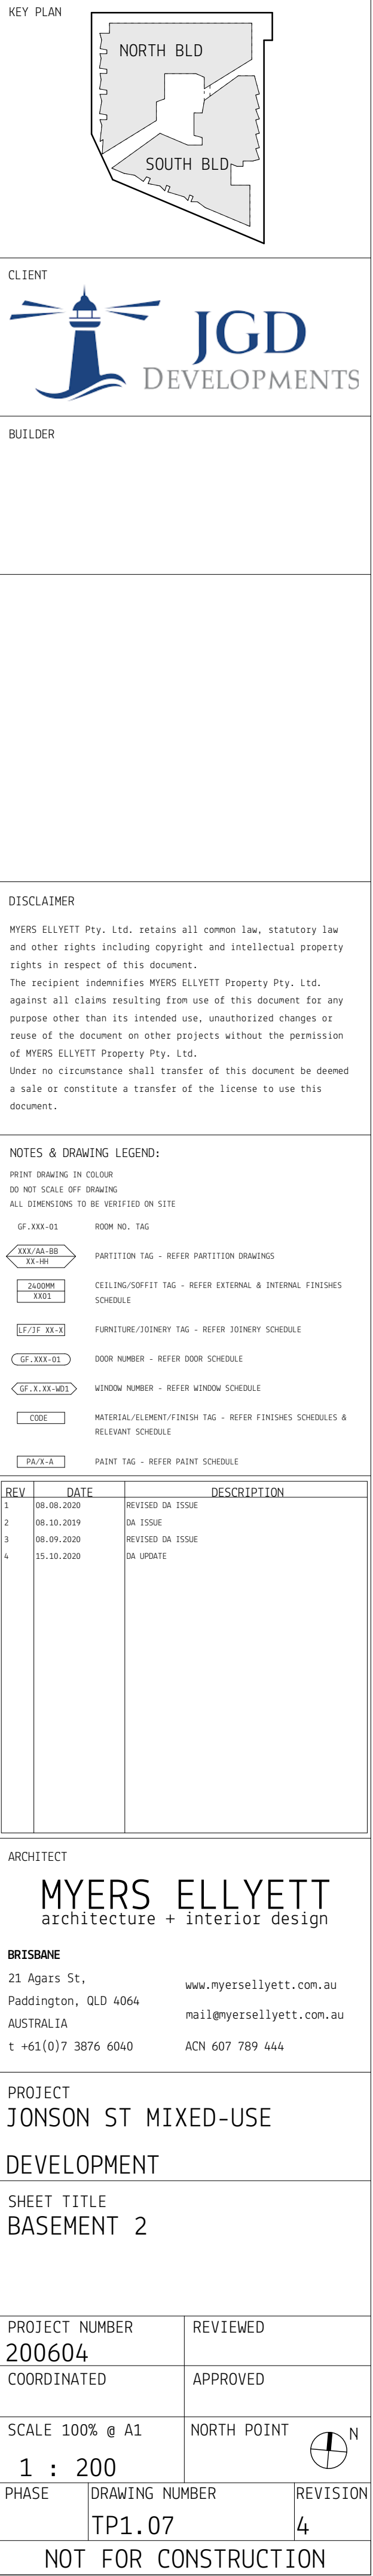 KEY PLAN
NORTH BLD
SOUTH BLD
CLIENT
JGD
DEVELOPMENTS
BUILDER
DISCLAIMER
MYERS ELLYETT Pty. Ltd. retains all common law, statutory law
and other rights including copyright and intellectual property
rights in respect of this document.
The recipient indemnifies MYERS ELLYETT Property Pty. Ltd.
against all claims resulting from use of this document for any
purpose other than its intended use, unauthorized changes or
reuse of the document on other projects without the permission
of MYERS ELLYETT Property Pty. Ltd.
Under no circumstance shall transfer of this document be deemed
a sale or constitute a transfer of the license to use this
document.
NOTES & DRAWING LEGEND:
PRINT DRAWING IN COLOUR
DO NOT SCALE OFF DRAWING
ALL DIMENSIONS TO BE VERIFIED ON SITE
GF.XXX-01 ROOM NO. TAG
XXX/AA-BB
XX-HH
PARTITION TAG - REFER PARTITION DRAWINGS
2400MM
XX01
CEILING/SOFFIT TAG - REFER EXTERNAL & INTERNAL FINISHES
SCHEDULE
LF/JF XX-X FURNITURE/JOINERY TAG - REFER JOINERY SCHEDULE
GF.XXX-01 DOOR NUMBER - REFER DOOR SCHEDULE
GF.X.XX-WD1 WINDOW NUMBER - REFER WINDOW SCHEDULE
CODE MATERIAL/ELEMENT/FINISH TAG - REFER FINISHES SCHEDULES &
RELEVANT SCHEDULE
PA/X-A PAINT TAG - REFER PAINT SCHEDULE
REV DATE DESCRIPTION
1 08.08.2020 REVISED DA ISSUE
2 08.10.2019 DA ISSUE
3 08.09.2020 REVISED DA ISSUE
4 15.10.2020 DA UPDATE
ARCHITECT
MYERS ELLYETT
architecture + interior design
BRISBANE
21 Agars St,
Paddington, QLD 4064
AUSTRALIA
t +61(0)7 3876 6040
www.myersellyett.com.au
mail@myersellyett.com.au
ACN 607 789 444
PROJECT
JONSON ST MIXED-USE
DEVELOPMENT
SHEET TITLE
BASEMENT 2
PROJECT NUMBER
200604
REVIEWED
COORDINATED
APPROVED
SCALE 100% @ A1
1 : 200
NORTH POINT
N
PHASE
DRAWING NUMBER
TP1.07
REVISION
4
NOT FOR CONSTRUCTION